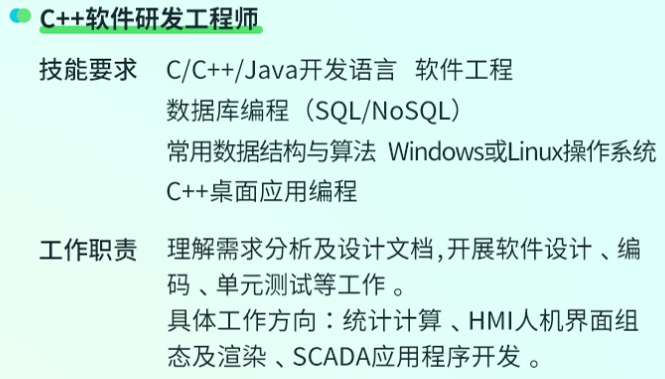 C++软件研发工程师
技能要求 C/C++/Java开发语言 软件工程
数据库编程（SQL/NoSQL）
常用数据结构与算法 Windows或Linux操作系统
C++桌面应用编程
工作职责 理解需求分析及设计文档,开展软件设计、编
码、单元测试等工作。
具体工作方向：统计计算、HMI人机界面组
态及渲染、SCADA应用程序开发。